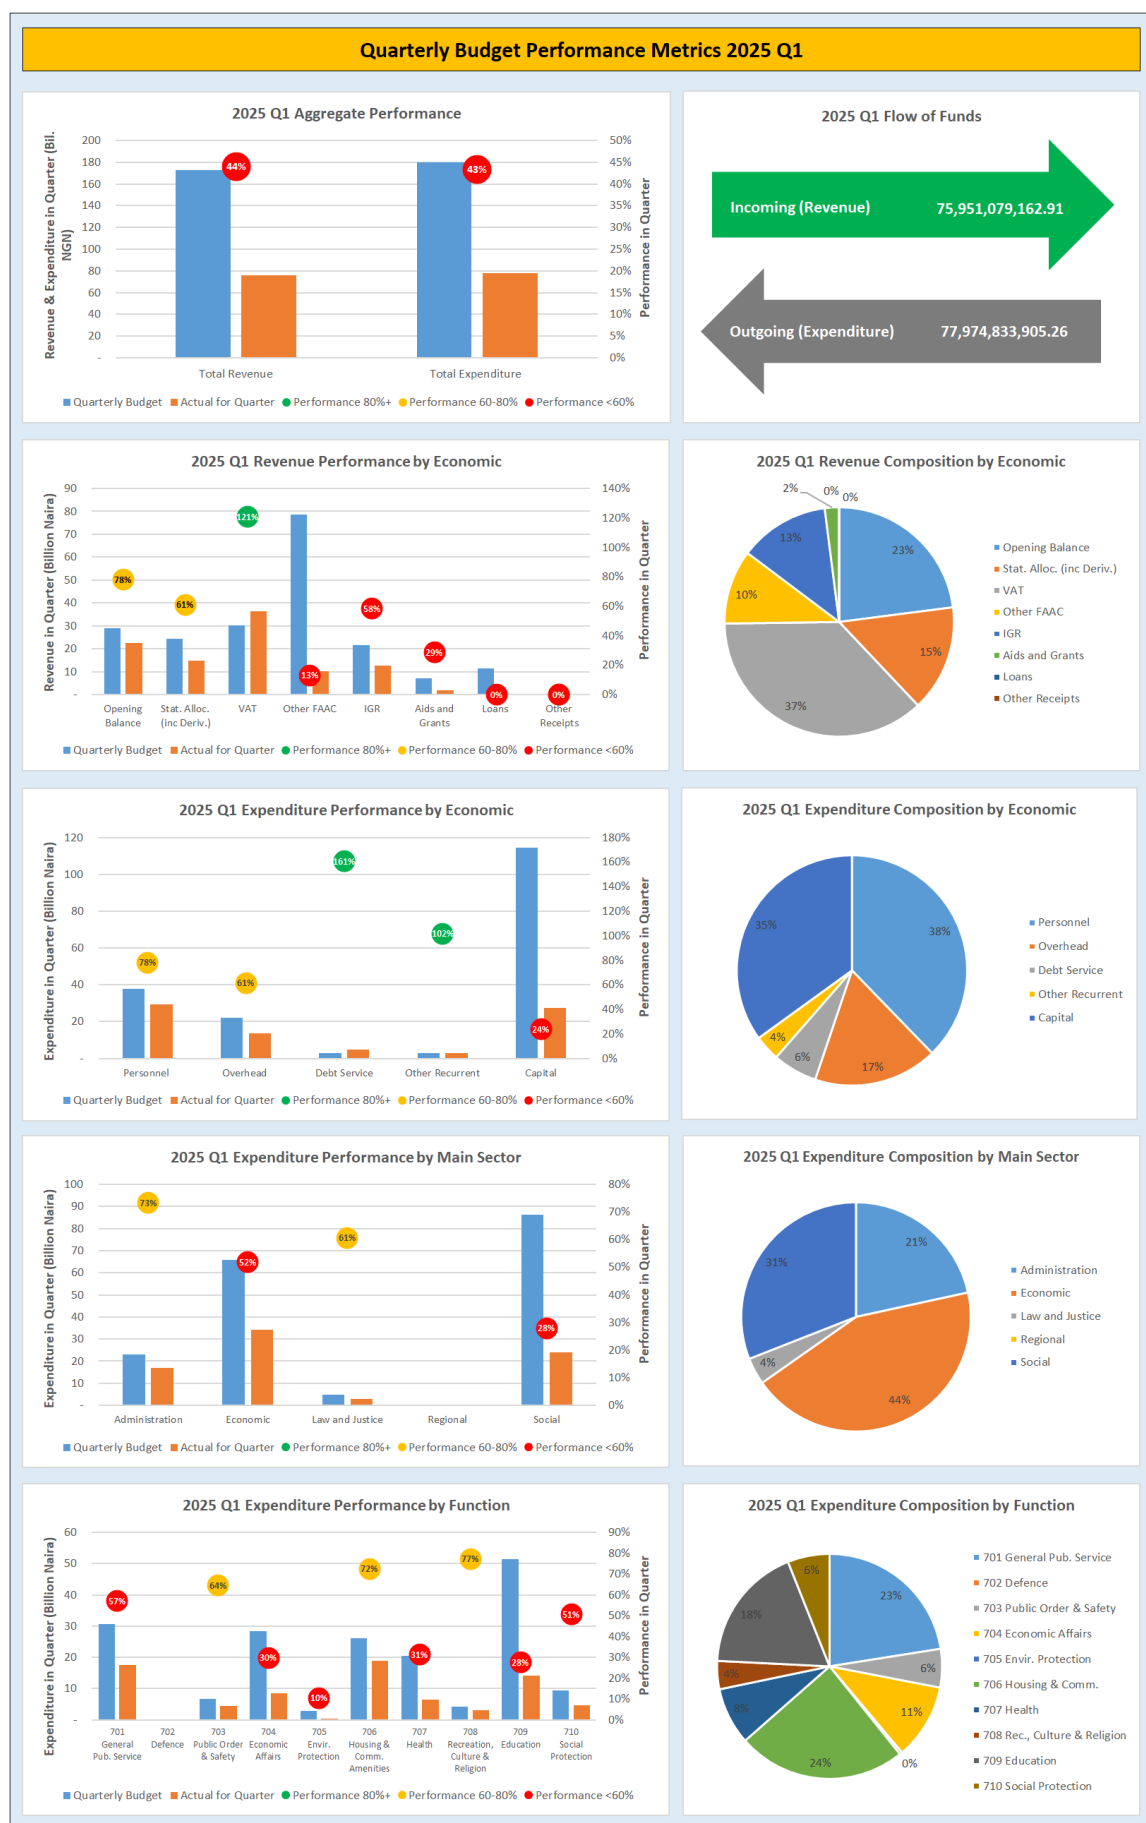 Quarterly Budget Performance Metrics 2025 Q1
2025 Q1 Aggregate Performance
Revenue & Expenditure in Quarter (Bil.
NGN)
200
180
160
140
120
100
80
60
40
20
-
44%
43%
50%
45%
40%
35%
30%
25%
20%
15%
10%
5%
0%
Performance in Quarter
Total Revenue
Total Expenditure
Quarterly Budget
Actual for Quarter
Performance 80%+
Performance 60-80%
Performance <60%
2025 Q1 Flow of Funds
Incoming (Revenue) 75,951,079,162.91
Outgoing (Expenditure) 77,974,833,905.26
2025 Q1 Revenue Performance by Economic
Revenue in Quarter (Billion Naira)
90
80
70
60
50
40
30
20
10
-
78%
61%
121%
13%
58%
29%
0%
0%
140%
120%
100%
80%
60%
40%
20%
0%
Performance in Quarter
Opening
Balance
Stat. Alloc.
(inc Deriv.)
VAT
Other FAAC
IGR
Aids and
Grants
Loans
Other
Receipts
Quarterly Budget
Actual for Quarter
Performance 80%+
Performance 60-80%
Performance <60%
2025 Q1 Revenue Composition by Economic
2%
0%
0%
13%
23%
10%
15%
37%
Opening Balance
Stat. Alloc. (inc Deriv.)
VAT
Other FAAC
IGR
Aids and Grants
Loans
Other Receipts
2025 Q1 Expenditure Performance by Economic
Expenditure in Quarter (Billion Naira)
120
100
80
60
40
20
-
78%
61%
161%
102%
24%
180%
160%
140%
120%
100%
80%
60%
40%
20%
0%
Performance in Quarter
Personnel
Overhead
Debt Service
Other Recurrent
Capital
Quarterly Budget
Actual for Quarter
Performance 80%+
Performance 60-80%
Performance <60%
2025 Q1 Expenditure Composition by Economic
35%
38%
4%
6%
17%
Personnel
Overhead
Debt Service
Other Recurrent
Capital
2025 Q1 Expenditure Performance by Main Sector
Expenditure in Quarter (Billion Naira)
100
90
80
70
60
50
40
30
20
10
-
73%
52%
61%
28%
80%
70%
60%
50%
40%
30%
20%
10%
0%
Performance in Quarter
Administration
Economic
Law and Justice
Regional
Social
Quarterly Budget
Actual for Quarter
Performance 80%+
Performance 60-80%
Performance <60%
2025 Q1 Expenditure Composition by Main Sector
31%
21%
4%
44%
Administration
Economic
Law and Justice
Regional
Social
2025 Q1 Expenditure Performance by Function
Expenditure in Quarter (Billion Naira)
60
50
40
30
20
10
-
57%
64%
30%
10%
72%
31%
77%
28%
51%
90%
80%
70%
60%
50%
40%
30%
20%
10%
0%
Performance in Quarter
701
General
Pub. Service
702
Defence
703
Public Order
& Safety
704
Economic
Affairs
705
Envir.
Protection
706
Housing &
Comm.
Amenities
707
Health
708
Recreation,
Culture &
Religion
709
Education
710
Social
Protection
Quarterly Budget
Actual for Quarter
Performance 80%+
Performance 60-80%
Performance <60%
2025 Q1 Expenditure Composition by Function
6%
23%
18%
6%
4%
8%
11%
24%
0%
701 General Pub. Service
702 Defence
703 Public Order & Safety
704 Economic Affairs
705 Envir. Protection
706 Housing & Comm.
707 Health
708 Rec., Culture & Religion
709 Education
710 Social Protection